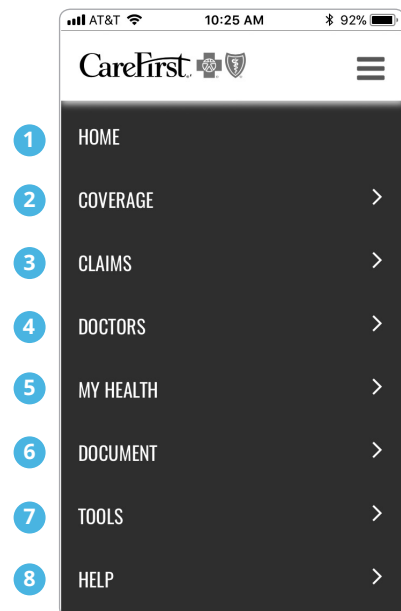 AT&T 10:25 AM 92%
CareFirst
1 HOME
2 COVERAGE
3 CLAIMS
4 DOCTORS
5 MY HEALTH
6 DOCUMENT
7 TOOLS
8 HELP